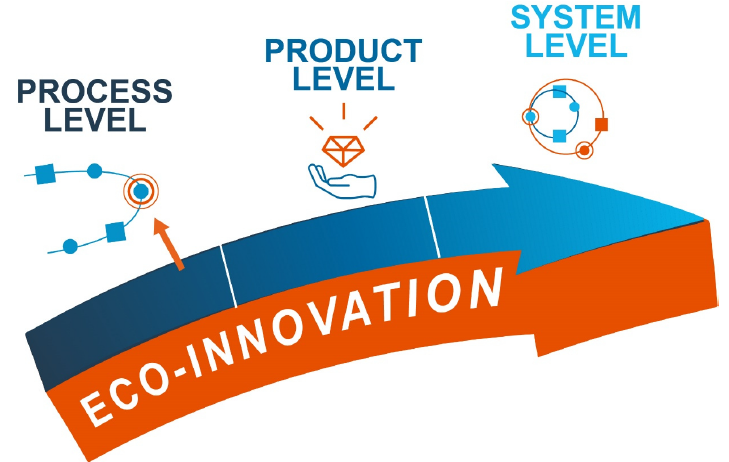 PROCESS
LEVEL
PRODUCT
LEVEL
SYSTEM
LEVEL
ECO-INNOVATION